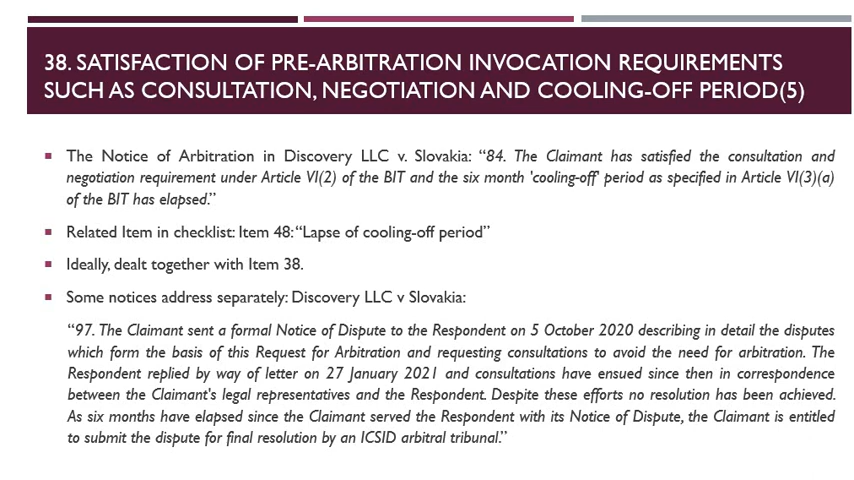 38. SATISFACTION OF PRE-ARBITRATION INVOCATION REQUIREMENTS
SUCH AS CONSULTATION, NEGOTIATION AND COOLING-OFF PERIOD(5)
▪ The Notice of Arbitration in Discovery LLC v. Slovakia: “84. The Claimant has satisfied the consultation and
negotiation requirement under Article VI(2) of the BIT and the six month 'cooling-off' period as specified in Article VI(3)(a)
of the BIT has elapsed.”
▪ Related Item in checklist: Item 48: “Lapse of cooling-off period”
▪ Ideally, dealt together with Item 38.
▪ Some notices address separately: Discovery LLC v Slovakia:
“97. The Claimant sent a formal Notice of Dispute to the Respondent on 5 October 2020 describing in detail the disputes
which form the basis of this Request for Arbitration and requesting consultations to avoid the need for arbitration. The
Respondent replied by way of letter on 27 January 2021 and consultations have ensued since then in correspondence
between the Claimant's legal representatives and the Respondent. Despite these efforts no resolution has been achieved.
As six months have elapsed since the Claimant served the Respondent with its Notice of Dispute, the Claimant is entitled
to submit the dispute for final resolution by an ICSID arbitral tribunal.”